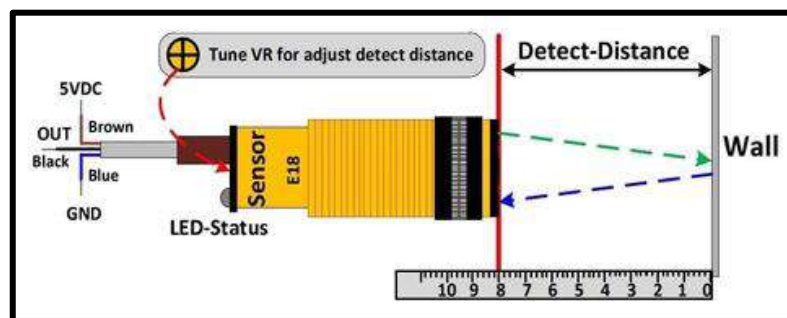 Tune VR for adjust detect distance
Detect-Distance
5VDC
Brown
OUT
Black
Blue
GND
Sensor
E18
LED-Status
Wall
10 9 8 7 6 5 4 3 2 1 0